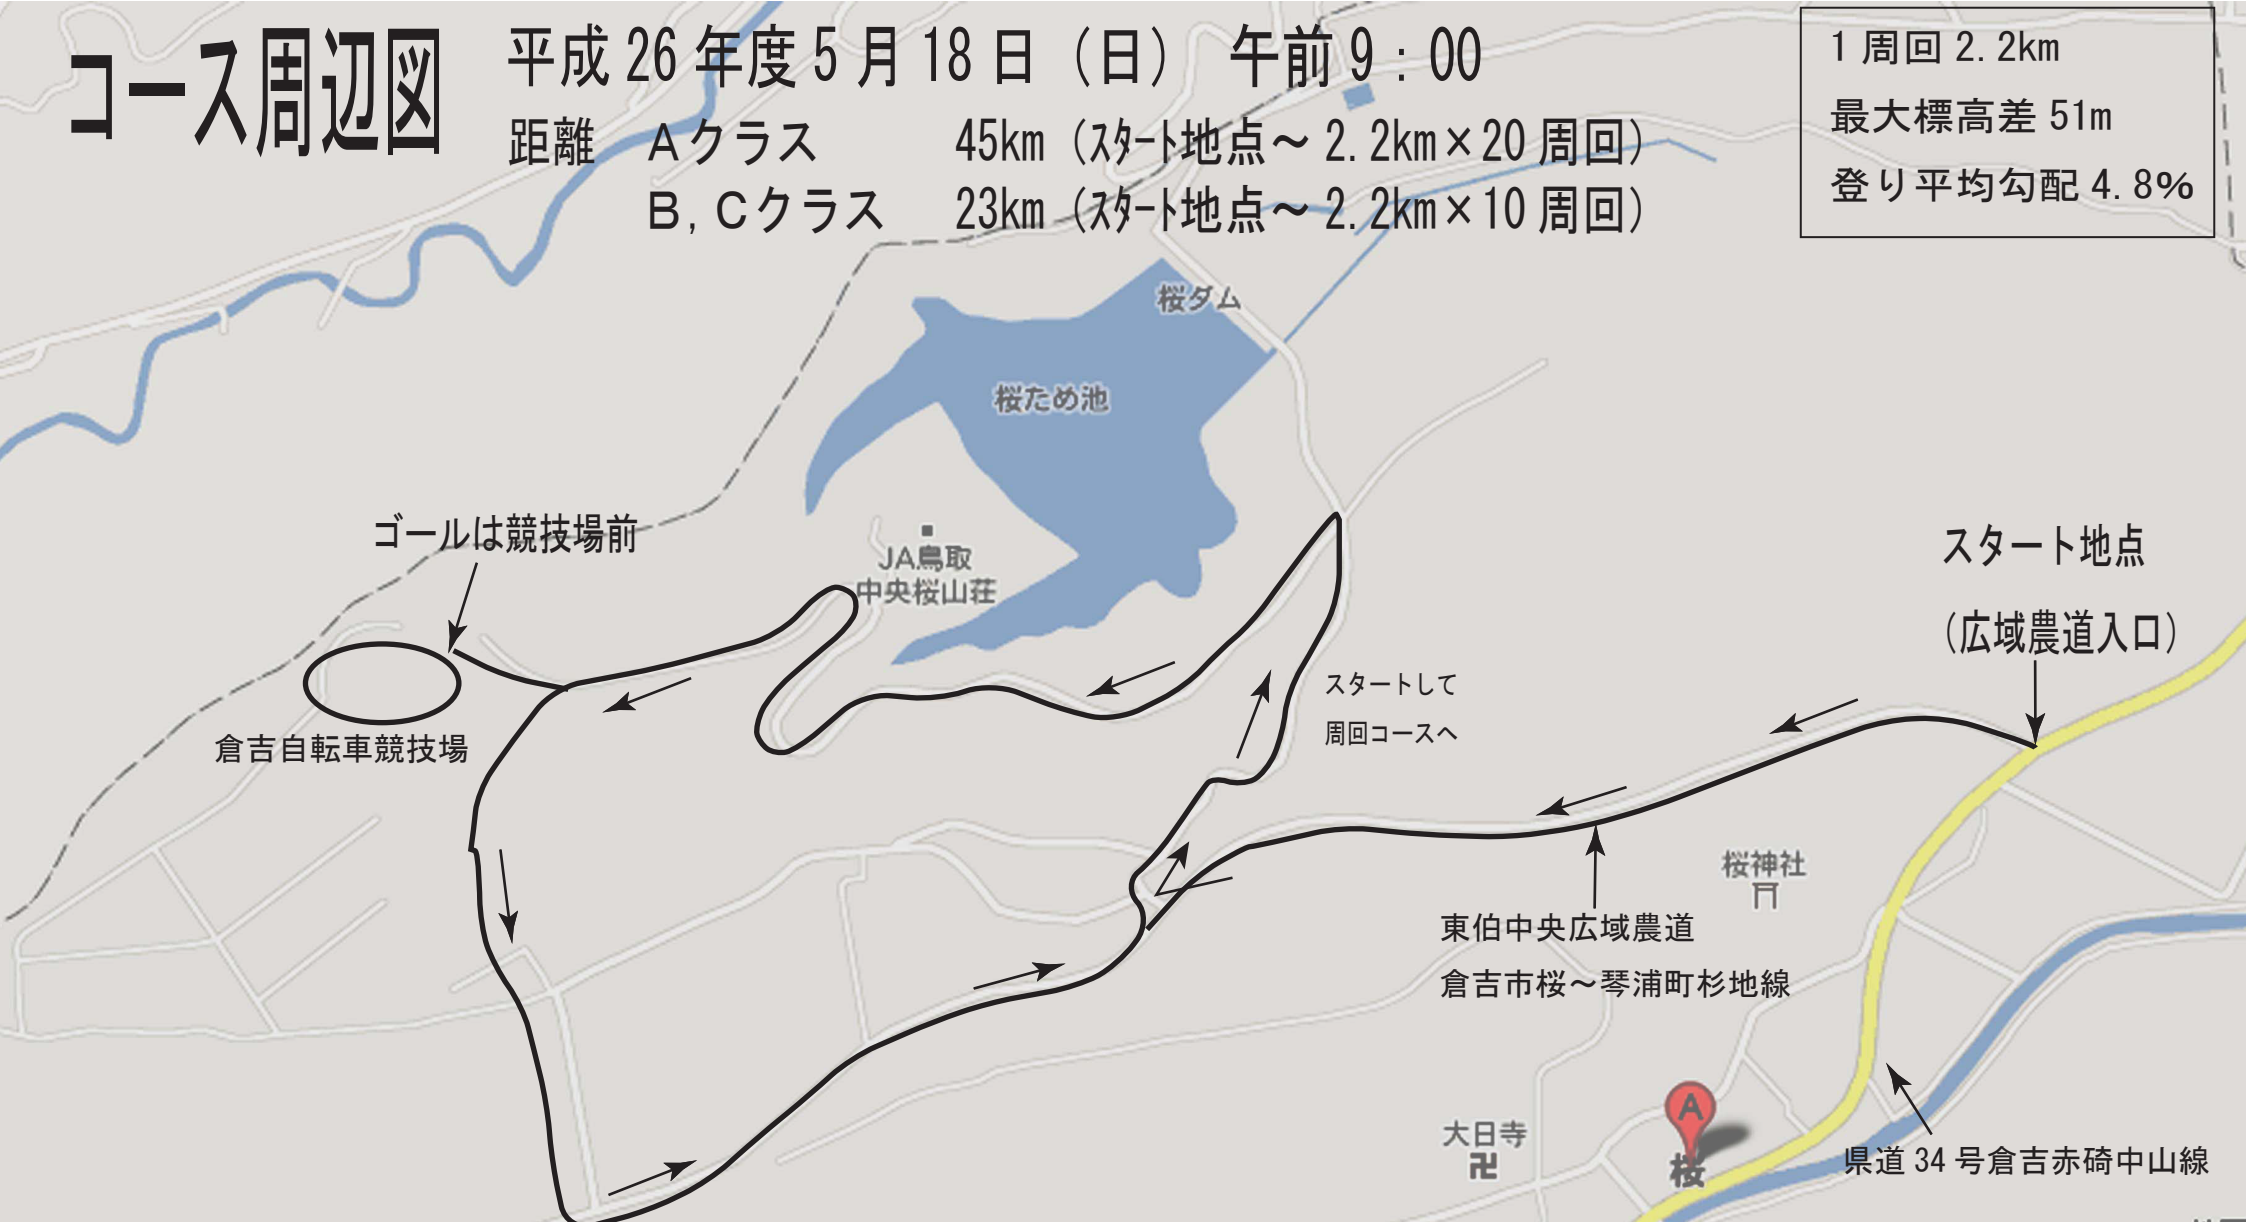 コース周辺図
平成26年度5月18日（日）　午前9：00
距離　Aクラス　45km（ｽﾀｰﾄ地点～2.2km×20周回）
B,Cクラス　23km（ｽﾀｰﾄ地点～2.2km×10周回）
1周回2.2km
最大標高差51m
登り平均勾配4.8%
桜ダム
桜ため池
ゴールは競技場前
JA鳥取
中央桜山荘
スタート地点
（広域農道入口）
スタートして
周回コースへ
倉吉自転車競技場
桜神社
東伯中央広域農道
倉吉市桜～琴浦町杉地線
A
大日寺
桜
県道34号倉吉赤碕中山線